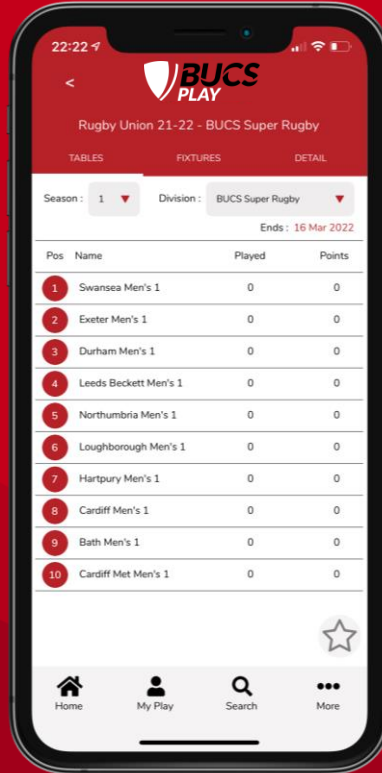 22:22
<
BUCS
PLAY
Rugby Union 21-22 - BUCS Super Rugby
TABLES FIXTURES DETAIL
Season : 1 ▼ Division : BUCS Super Rugby ▼
Ends : 16 Mar 2022
Pos Name Played Points
1 Swansea Men's 1 0 0
2 Exeter Men's 1 0 0
3 Durham Men's 1 0 0
4 Leeds Beckett Men's 1 0 0
5 Northumbria Men's 1 0 0
6 Loughborough Men's 1 0 0
7 Hartpury Men's 1 0 0
8 Cardiff Men's 1 0 0
9 Bath Men's 1 0 0
10 Cardiff Met Men's 1 0 0
Home My Play Search More